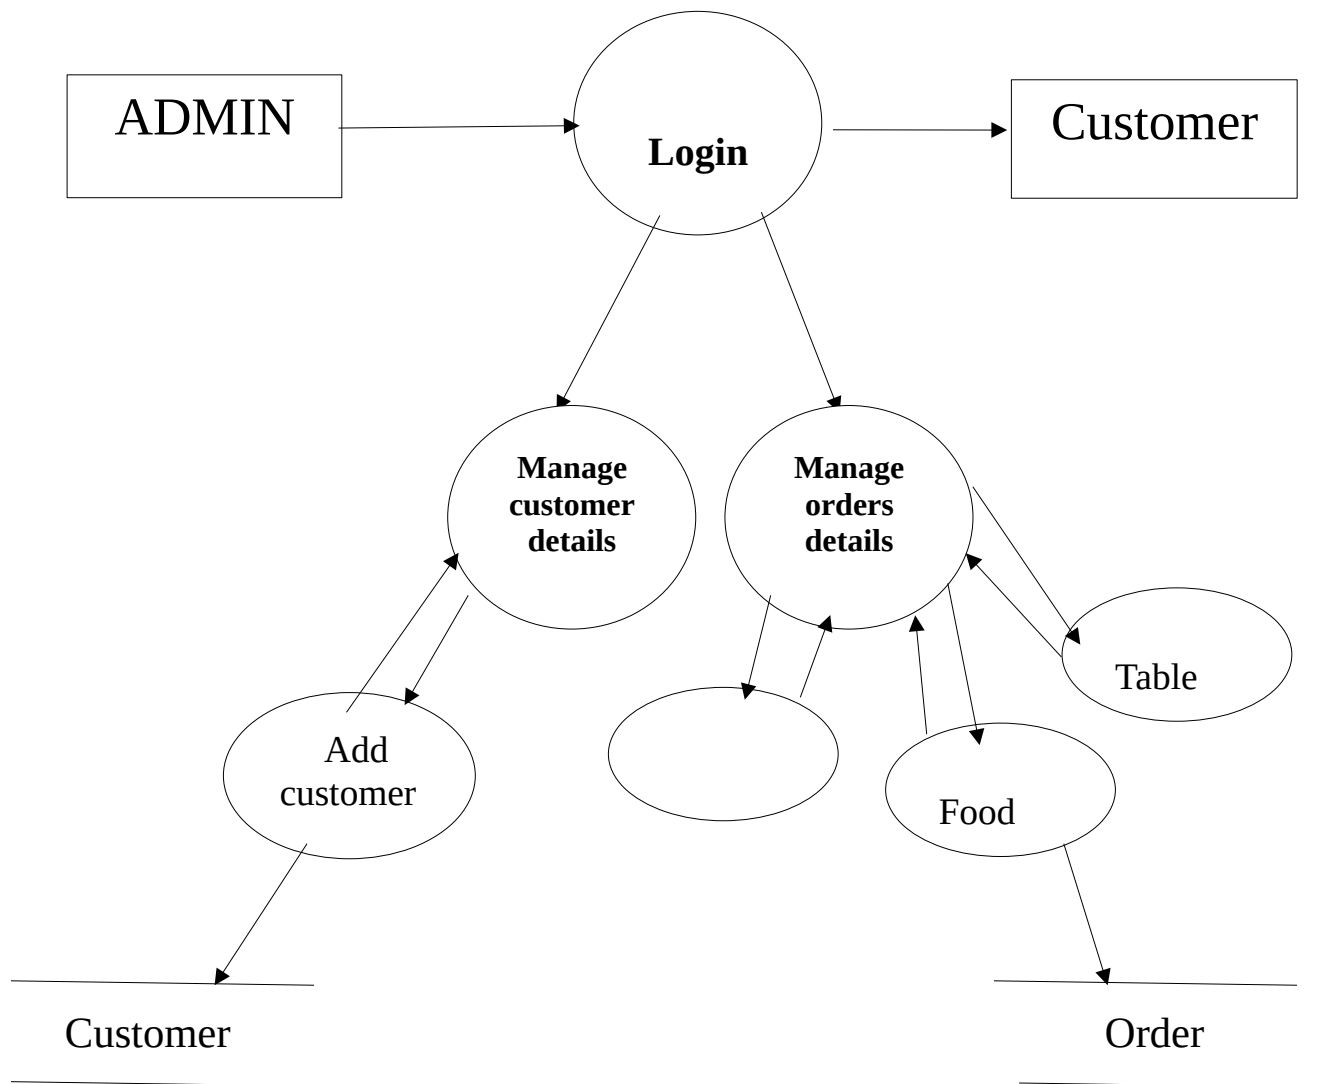 ADMIN
Login
Customer
Manage
customer
details
Manage
orders
details
Table
Add
customer
Food
Customer
Order